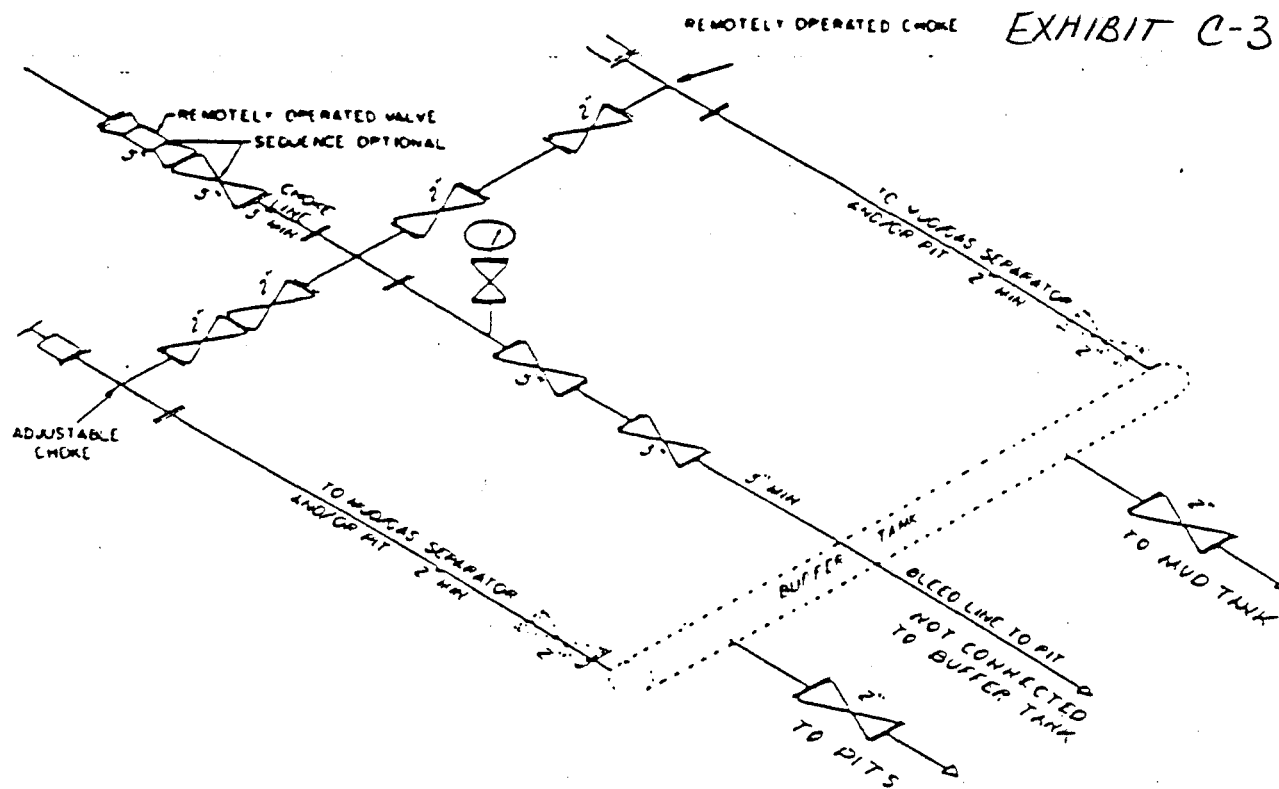 REMOTELY OPERATED CHOKE
EXHIBIT C-3
REMOTELY OPERATED VALVE
SEQUENCE OPTIONAL
3"
3"
CHOKE
LINE
3 MIN
2"
2"
2"
2"
TO MUD/GAS SEPARATOR
AND/OR PIT
2" MIN
2"
ADJUSTABLE
CHOKE
3"
3"
3" MIN
TO MUD/GAS SEPARATOR
AND/OR PIT
2" MIN
2"
BUFFER TANK
2"
TO MUD TANK
BLEED LINE TO PIT
NOT CONNECTED
TO BUFFER TANK
2"
TO PITS